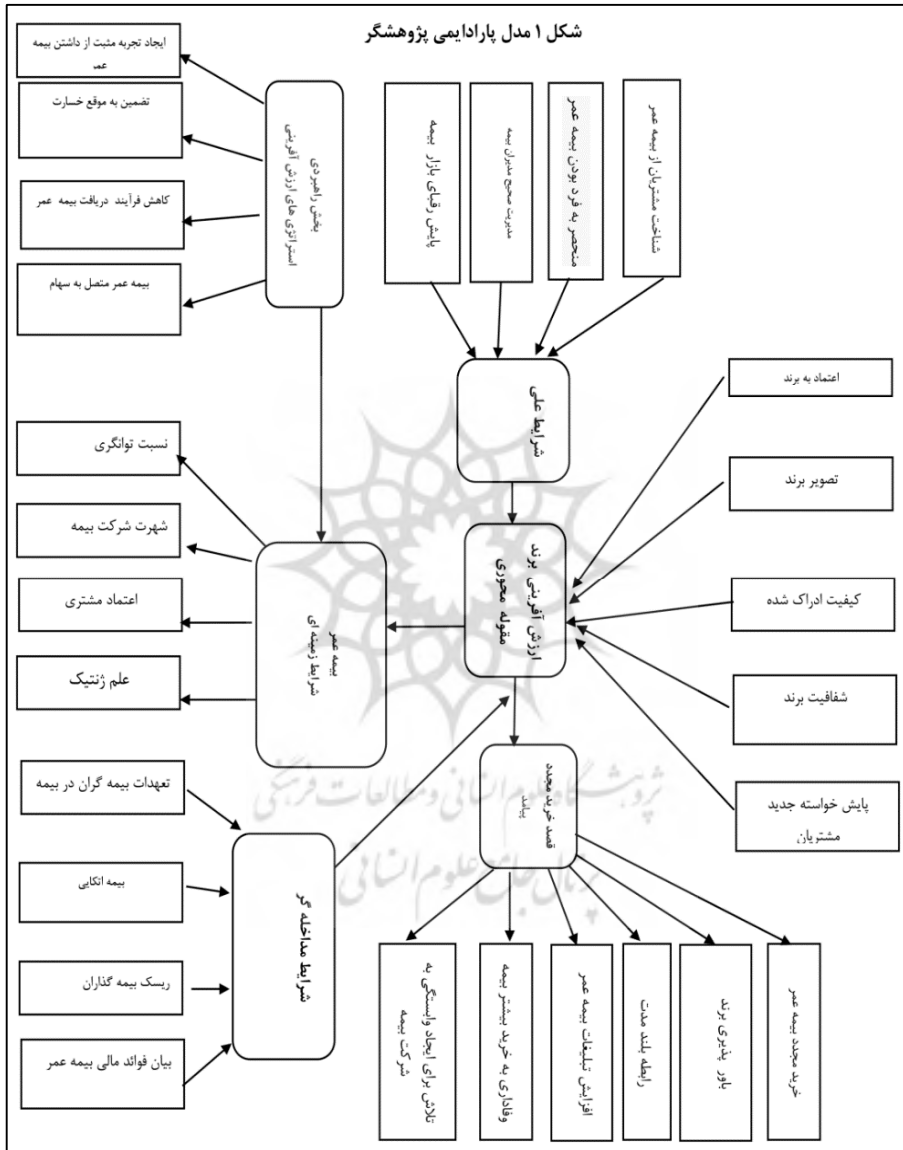 شکل ۱ مدل پارادایمی پژوهشگر
شناخت مشتریان از بیمه عمر
منحصر به فرد بودن بیمه عمر
مدیریت صحیح مدیران بیمه
پایش رقبای بازار بیمه
شرایط علی
اعتماد به برند
تصویر برند
کیفیت ادراک شده
شفافیت برند
پایش خواسته جدید
مشتریان
ارزش آفرینی برند
مقوله محوری
بخش راهبردی
استراتژی های ارزش آفرینی
ایجاد تجربه مثبت از داشتن بیمه
عمر
تضمین به موقع خسارت
کاهش فرآیند دریافت بیمه عمر
بیمه عمر متصل به سهام
بیمه عمر
شرایط زمینه ای
نسبت توانگری
شهرت شرکت بیمه
اعتماد مشتری
علم ژنتیک
شرایط مداخله گر
تعهدات بیمه گران در بیمه
بیمه اتکایی
ریسک بیمه گذاران
بیان فوائد مالی بیمه عمر
قصد خرید مجدد
پیامد
خرید مجدد بیمه عمر
باور پذیری برند
رابطه بلند مدت
افزایش تبلیغات بیمه عمر
وفاداری به خرید بیشتر بیمه
تلاش برای ایجاد وابستگی به
شرکت بیمه
پژوهشگاه علوم انسانی و مطالعات فرهنگی
پرتال جامع علوم انسانی